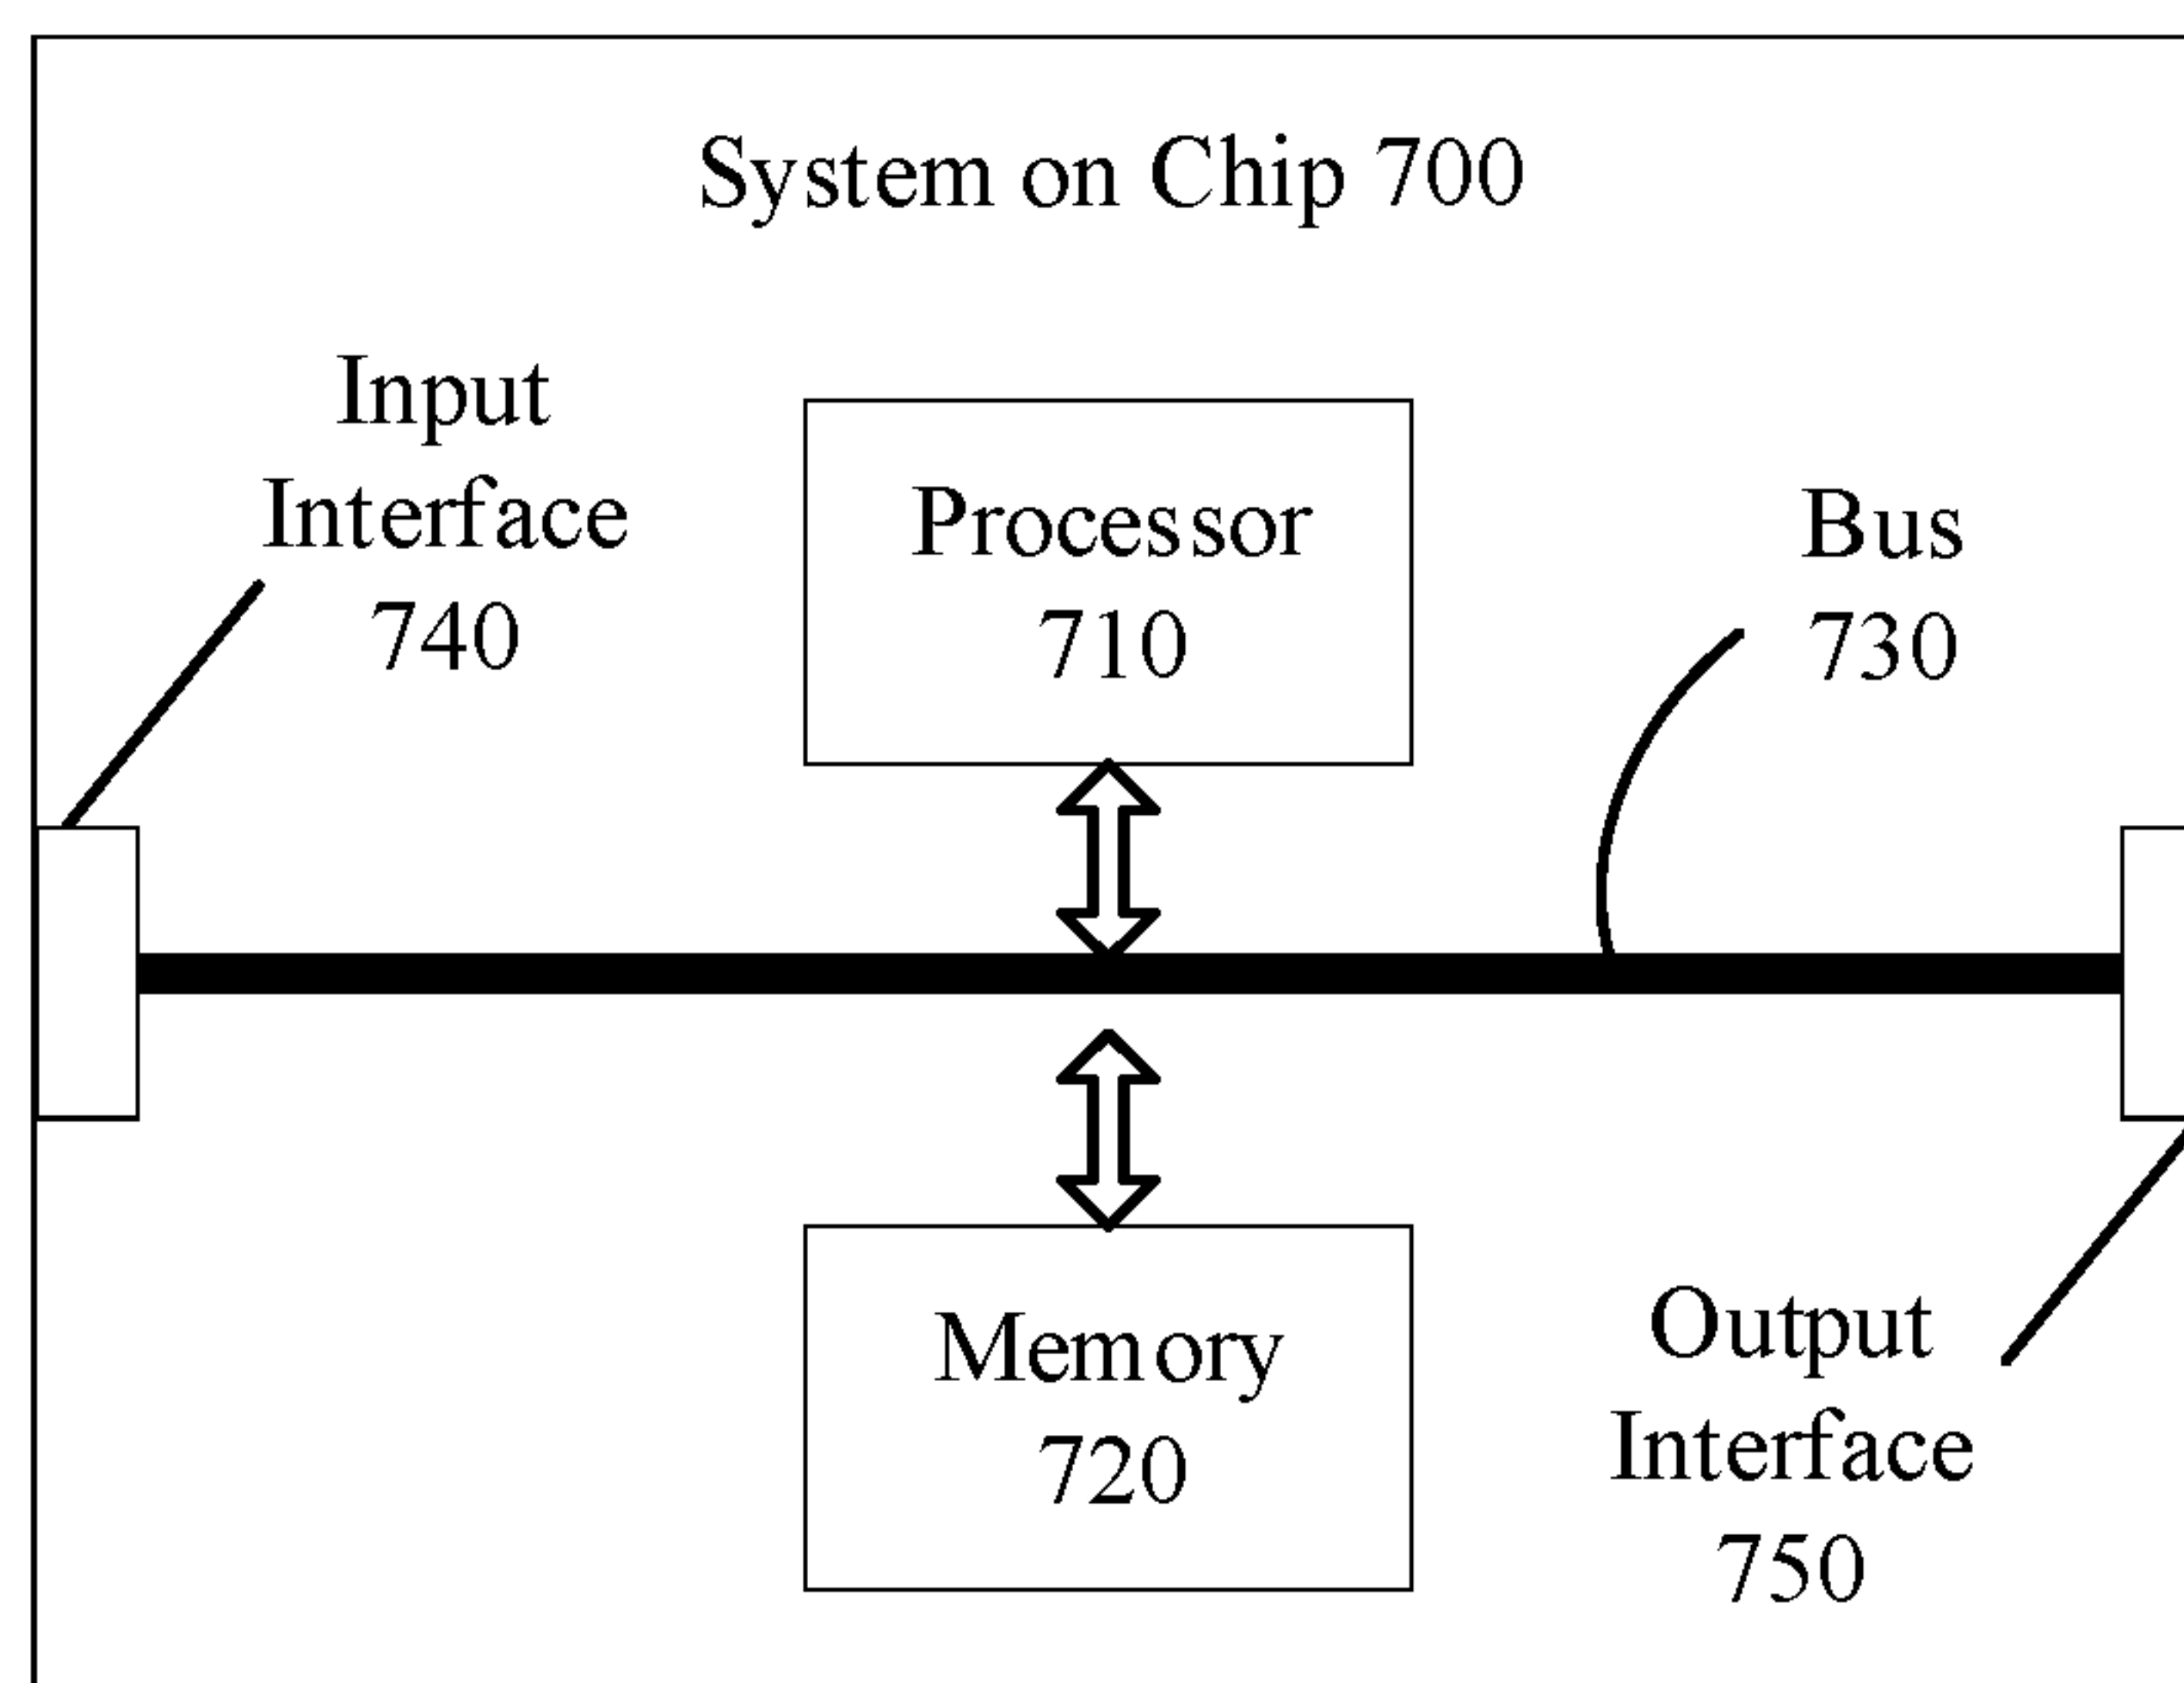 System on Chip 700
Input
Interface
740
Processor
710
Bus
730
Memory
720
Output
Interface
750